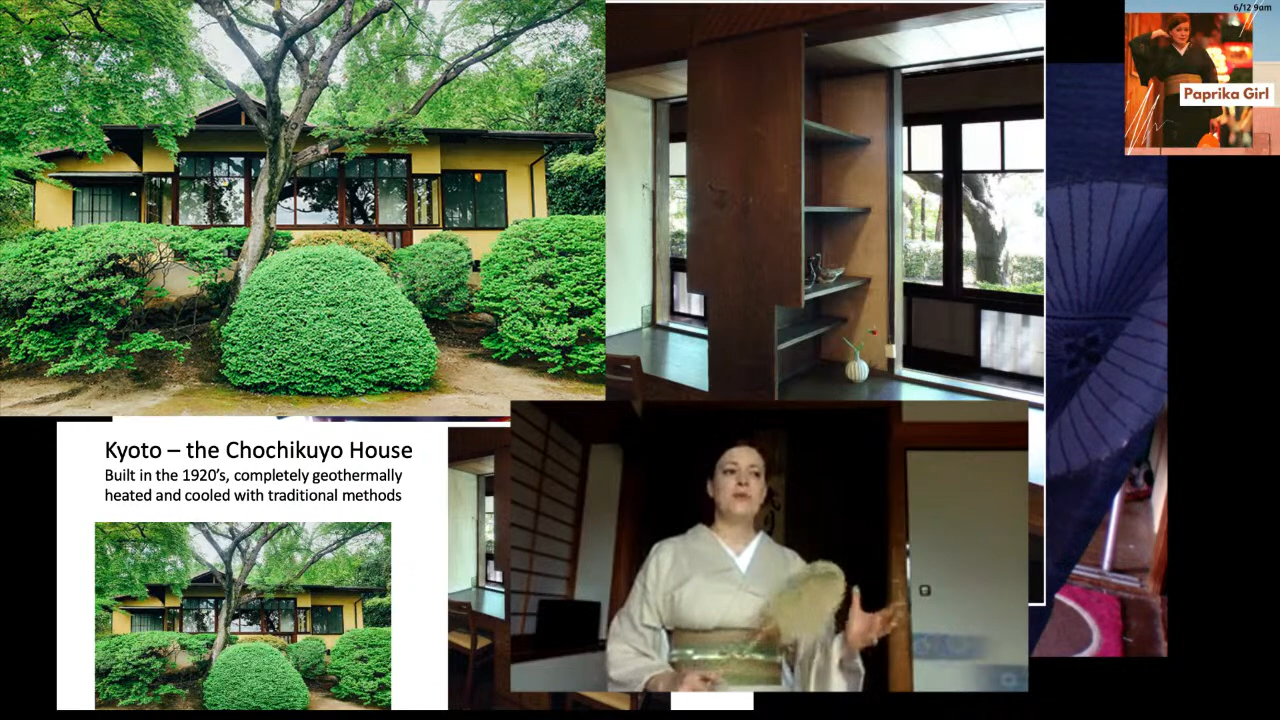 6/12 9am
Paprika Girl
Kyoto – the Chochikuyo House
Built in the 1920's, completely geothermally
heated and cooled with traditional methods